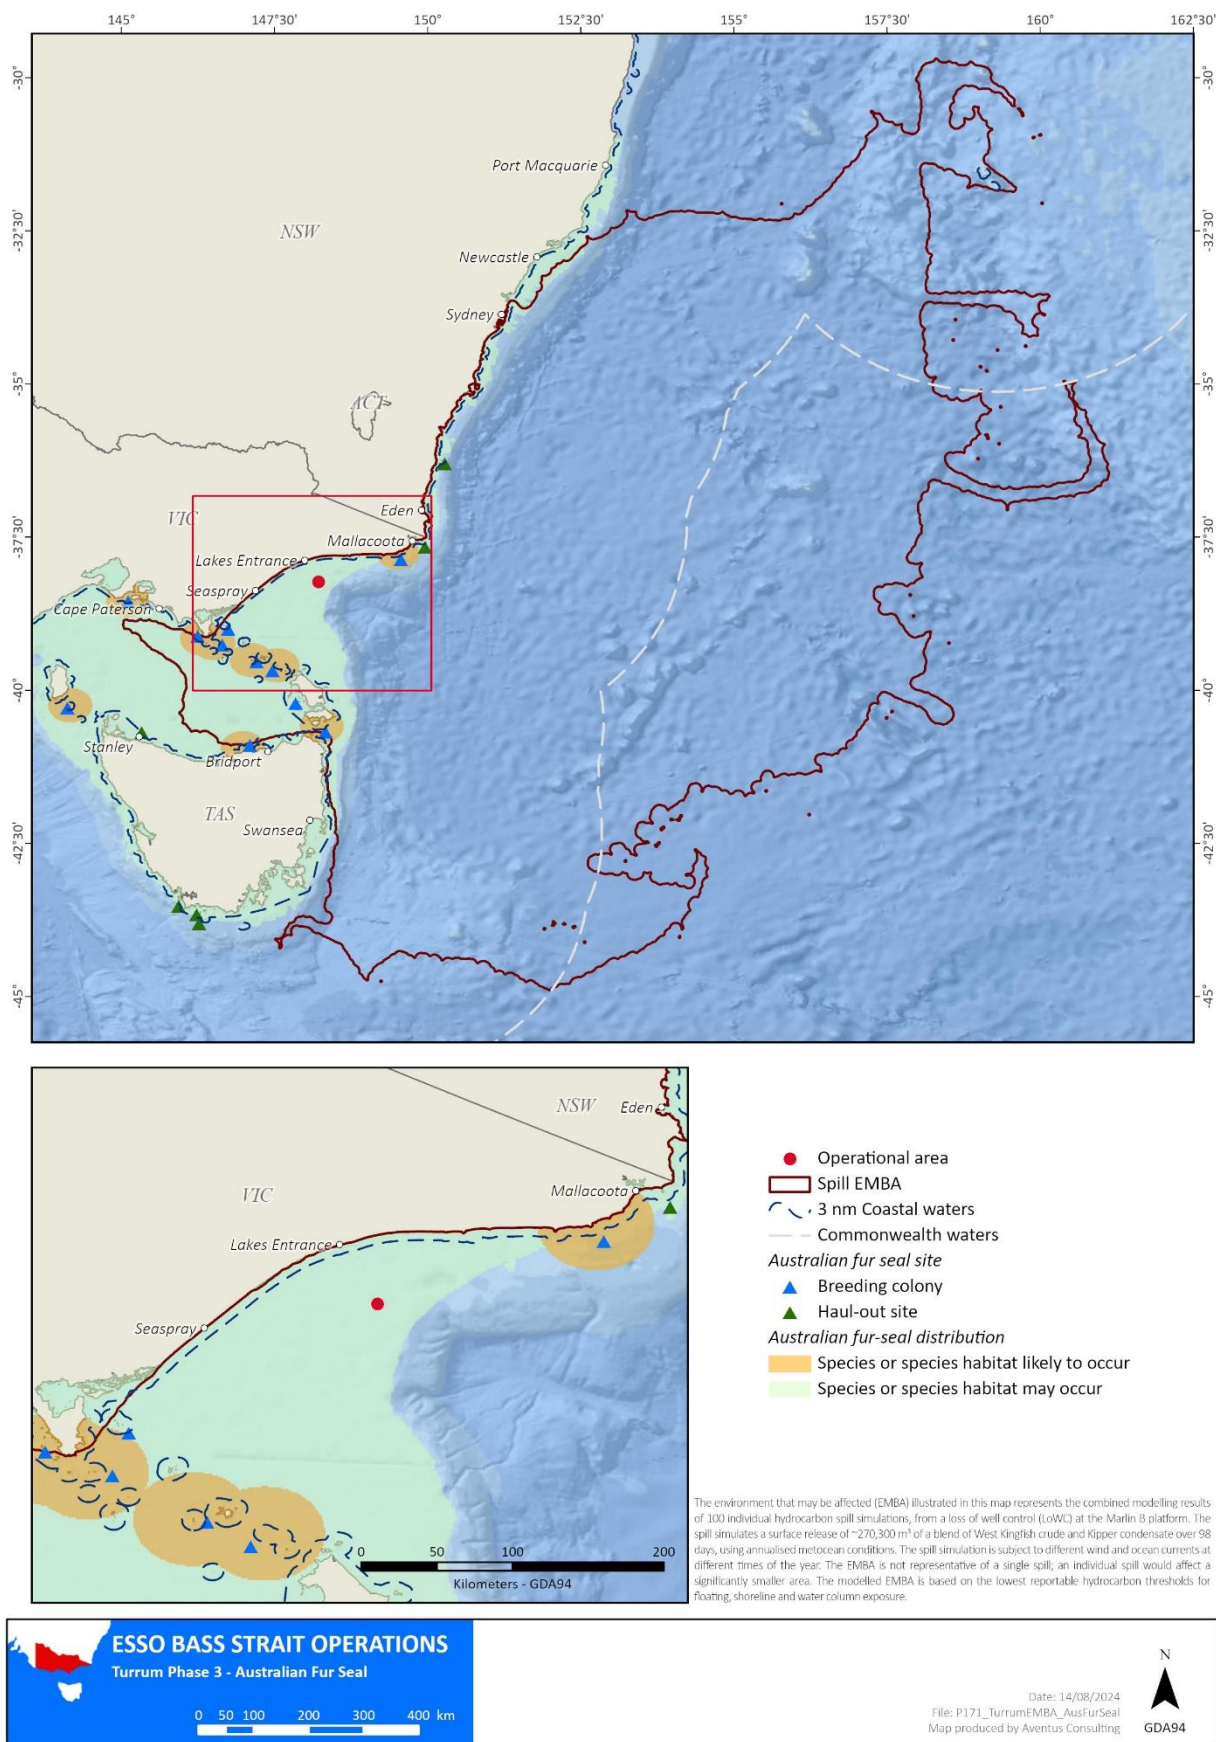 145°
147°30'
150°
152°30'
155°
157°30'
160°
162°30'
-30°
-30°
Port Macquarie
-32°30'
NSW
-32°30'
Newcastle
Sydney
-35°
ACT
-35°
Eden
VIC
-37°30'
Mallacoota
-37°30'
Lakes Entrance
Seaspray
Cape Paterson
-40°
-40°
Stanley
Bridport
TAS
Swansea
-42°30'
-42°30'
-45°
-45°
NSW
Eden
VIC
Mallacoota
Lakes Entrance
Seaspray
0 50 100 200
Kilometers - GDA94
Operational area
Spill EMBA
3 nm Coastal waters
Commonwealth waters
Australian fur seal site
Breeding colony
Haul-out site
Australian fur-seal distribution
Species or species habitat likely to occur
Species or species habitat may occur
The environment that may be affected (EMBA) illustrated in this map represents the combined modelling results
of 100 individual hydrocarbon spill simulations, from a loss of well control (LoWC) at the Marlin B platform. The
spill simulates a surface release of ~270,300 m³ of a blend of West Kingfish crude and Kipper condensate over 98
days, using annualised metocean conditions. The spill simulation is subject to different wind and ocean currents at
different times of the year. The EMBA is not representative of a single spill; an individual spill would affect a
significantly smaller area. The modelled EMBA is based on the lowest reportable hydrocarbon thresholds for
floating, shoreline and water column exposure.
ESSO BASS STRAIT OPERATIONS
Turrum Phase 3 - Australian Fur Seal
0 50 100 200 300 400 km
Date: 14/08/2024
File: P171_TurrumEMBA_AusFurSeal
Map produced by Aventus Consulting
N
GDA94